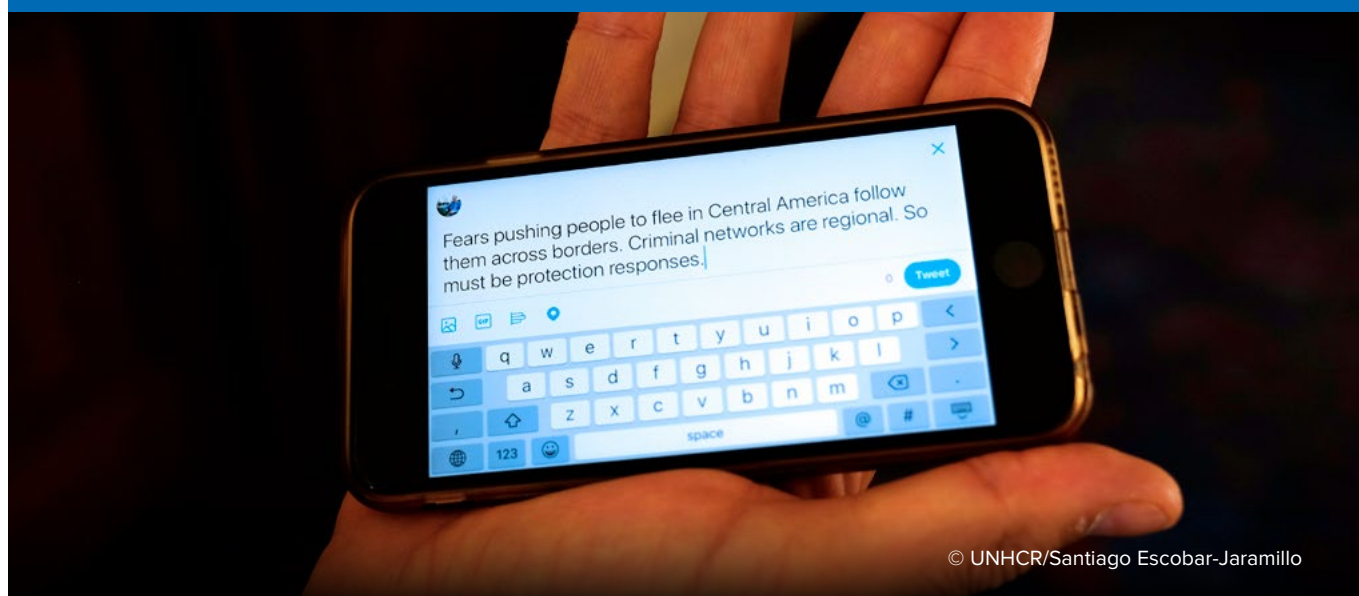 Fears pushing people to flee in Central America follow
them across borders. Criminal networks are regional. So
must be protection responses.
0 Tweet
GIF
q w e r t y u i o p
a s d f g h j k l
, z x c v b n m .
123 space @ #
© UNHCR/Santiago Escobar-Jaramillo